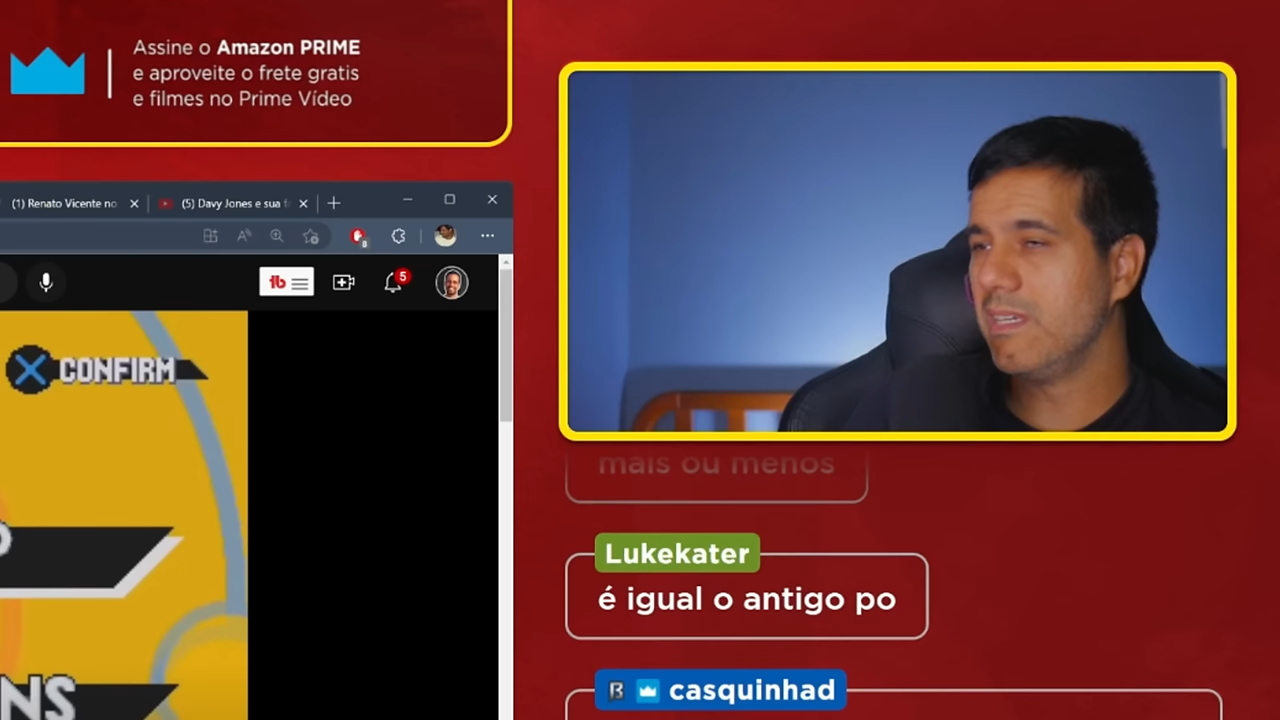 Assine o Amazon PRIME
e aproveite o frete gratis
e filmes no Prime Vídeo
(1) Renato Vicente no
(5) Davy Jones e sua f
5
CONFIRM
NS
mais ou menos
Lukekater
é igual o antigo po
casquinhad